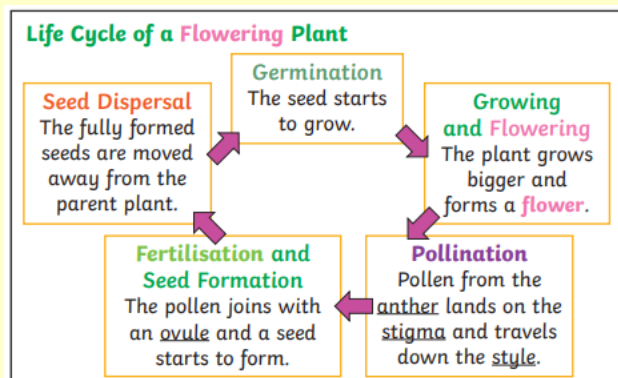 Life Cycle of a Flowering Plant
Germination
The seed starts
to grow.
Growing
and Flowering
The plant grows
bigger and
forms a flower.
Pollination
Pollen from the
anther lands on the
stigma and travels
down the style.
Fertilisation and
Seed Formation
The pollen joins with
an ovule and a seed
starts to form.
Seed Dispersal
The fully formed
seeds are moved
away from the
parent plant.